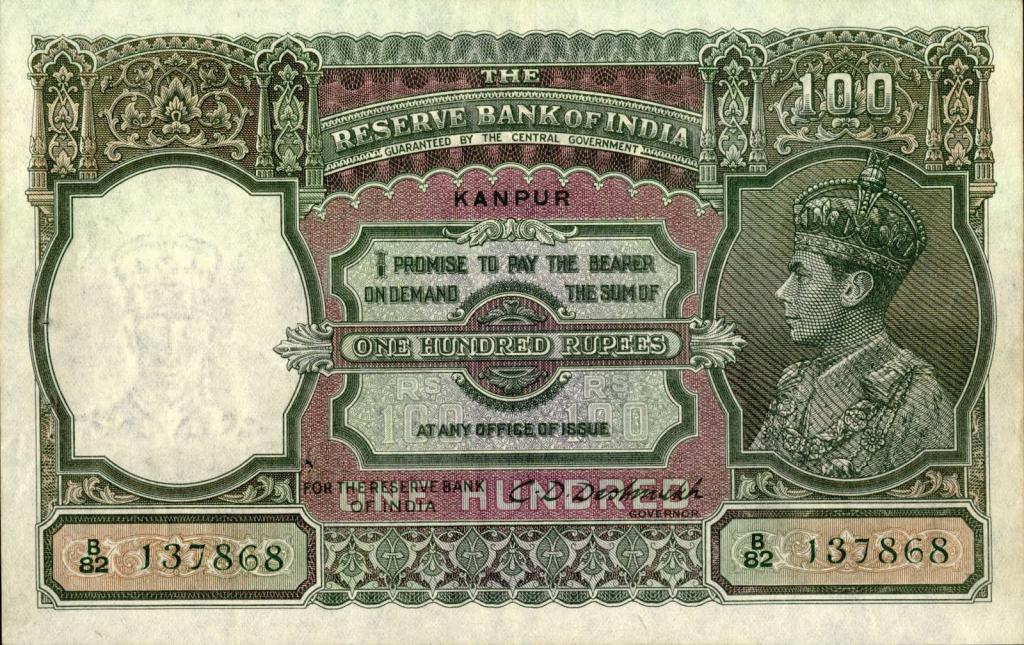 THE
RESERVE BANK OF INDIA
GUARANTEED BY THE CENTRAL GOVERNMENT
100
KANPUR
I PROMISE TO PAY THE BEARER
ON DEMAND THE SUM OF
ONE HUNDRED RUPEES
RS. RS.
100 100
AT ANY OFFICE OF ISSUE
ONE HUNDRED
FOR THE RESERVE BANK
OF INDIA
C. D. Deshmukh
GOVERNOR
B/82 137868
B/82 137868